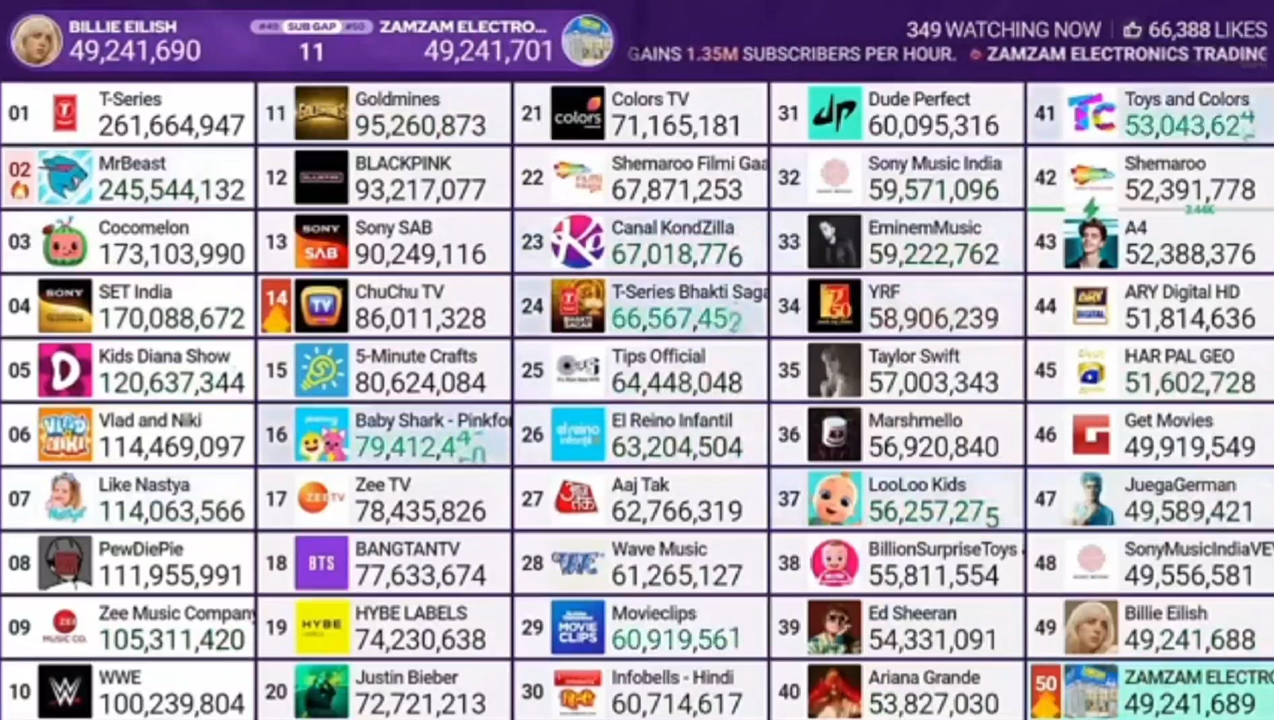 BILLIE EILISH
49,241,690
#49 SUB GAP #50
11
ZAMZAM ELECTRO...
49,241,701
349 WATCHING NOW 66,388 LIKES
GAINS 1.35M SUBSCRIBERS PER HOUR. ZAMZAM ELECTRONICS TRADING
01 T-Series
261,664,947
02 MrBeast
245,544,132
03 Cocomelon
173,103,990
04 SET India
170,088,672
05 Kids Diana Show
120,637,344
06 Vlad and Niki
114,469,097
07 Like Nastya
114,063,566
08 PewDiePie
111,955,991
09 Zee Music Company
105,311,420
10 WWE
100,239,804
11 Goldmines
95,260,873
12 BLACKPINK
93,217,077
13 Sony SAB
90,249,116
14 ChuChu TV
86,011,328
15 5-Minute Crafts
80,624,084
16 Baby Shark - Pinkfo
79,412,4
17 Zee TV
78,435,826
18 BANGTANTV
77,633,674
19 HYBE LABELS
74,230,638
20 Justin Bieber
72,721,213
21 Colors TV
71,165,181
22 Shemaroo Filmi Gaa
67,871,253
23 Canal KondZilla
67,018,776
24 T-Series Bhakti Saga
66,567,452
25 Tips Official
64,448,048
26 El Reino Infantil
63,204,504
27 Aaj Tak
62,766,319
28 Wave Music
61,265,127
29 Movieclips
60,919,561
30 Infobells - Hindi
60,714,617
31 Dude Perfect
60,095,316
32 Sony Music India
59,571,096
33 EminemMusic
59,222,762
34 YRF
58,906,239
35 Taylor Swift
57,003,343
36 Marshmello
56,920,840
37 LooLoo Kids
56,257,275
38 BillionSurpriseToys
55,811,554
39 Ed Sheeran
54,331,091
40 Ariana Grande
53,827,030
41 Toys and Colors
53,043,624
42 Shemaroo
52,391,778
3.44K
43 A4
52,388,376
44 ARY Digital HD
51,814,636
45 HAR PAL GEO
51,602,728
46 Get Movies
49,919,549
47 JuegaGerman
49,589,421
48 SonyMusicIndiaVE
49,556,581
49 Billie Eilish
49,241,688
50 ZAMZAM ELECTRO
49,241,689